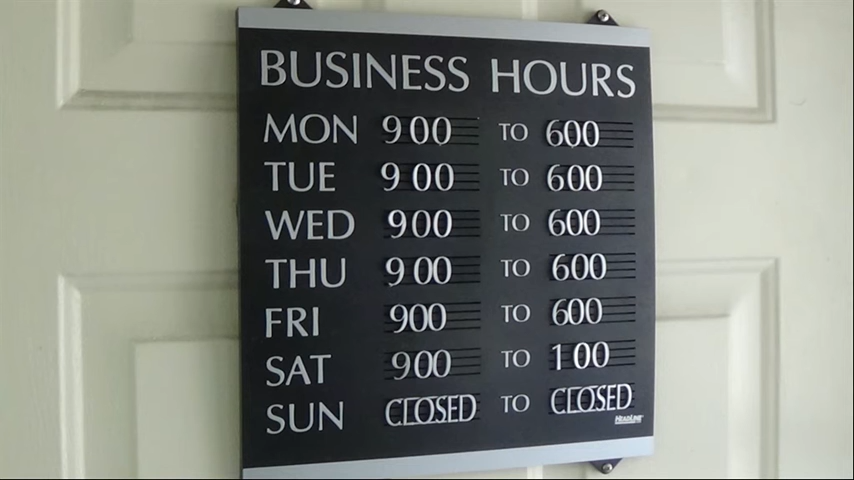 BUSINESS HOURS
MON 900 TO 600
TUE 900 TO 600
WED 900 TO 600
THU 900 TO 600
FRI 900 TO 600
SAT 900 TO 100
SUN CLOSED TO CLOSED
HEADLINE